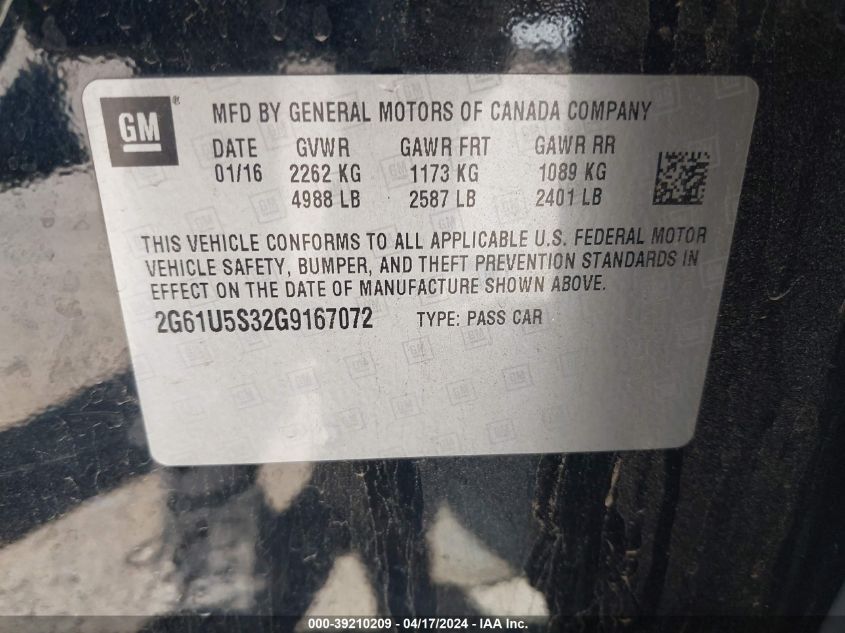 GM®
MFD BY GENERAL MOTORS OF CANADA COMPANY
DATE GVWR GAWR FRT GAWR RR
01/16 2262 KG 1173 KG 1089 KG
4988 LB 2587 LB 2401 LB
THIS VEHICLE CONFORMS TO ALL APPLICABLE U.S. FEDERAL MOTOR
VEHICLE SAFETY, BUMPER, AND THEFT PREVENTION STANDARDS IN
EFFECT ON THE DATE OF MANUFACTURE SHOWN ABOVE.
2G61U5S32G9167072 TYPE: PASS CAR
000-39210209 - 04/17/2024 - IAA Inc.